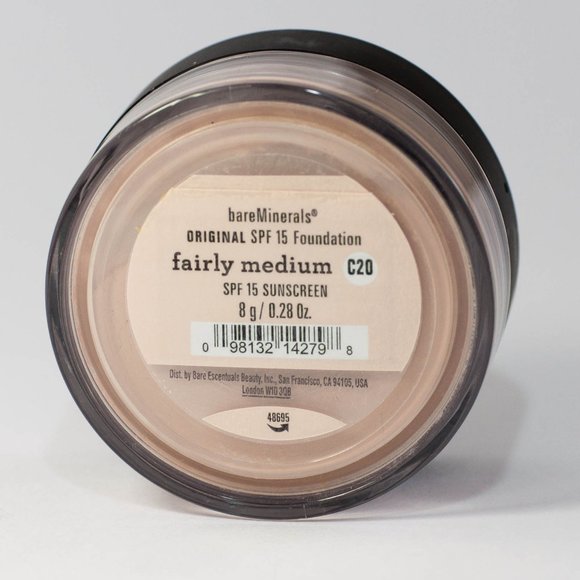 bareMinerals®
ORIGINAL SPF 15 Foundation
fairly medium C20
SPF 15 SUNSCREEN
8 g / 0.28 Oz.
0 98132 14279 8
Dist. by Bare Escentuals Beauty, Inc., San Francisco, CA 94105, USA
London W1D 3QB
48695